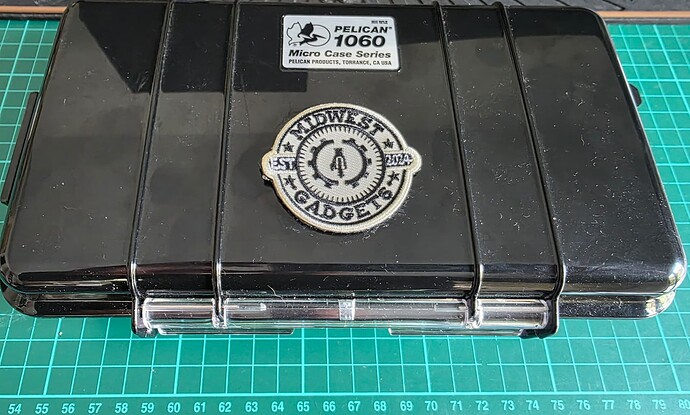 PELICAN™
1060
Micro Case Series
PELICAN PRODUCTS, TORRANCE, CA USA
MIDWEST
EST 2024
GADGETS
54 55 56 57 58 59 60 61 62 63 64 65 66 67 68 69 70 71 72 73 74 75 76 77 78 79 80